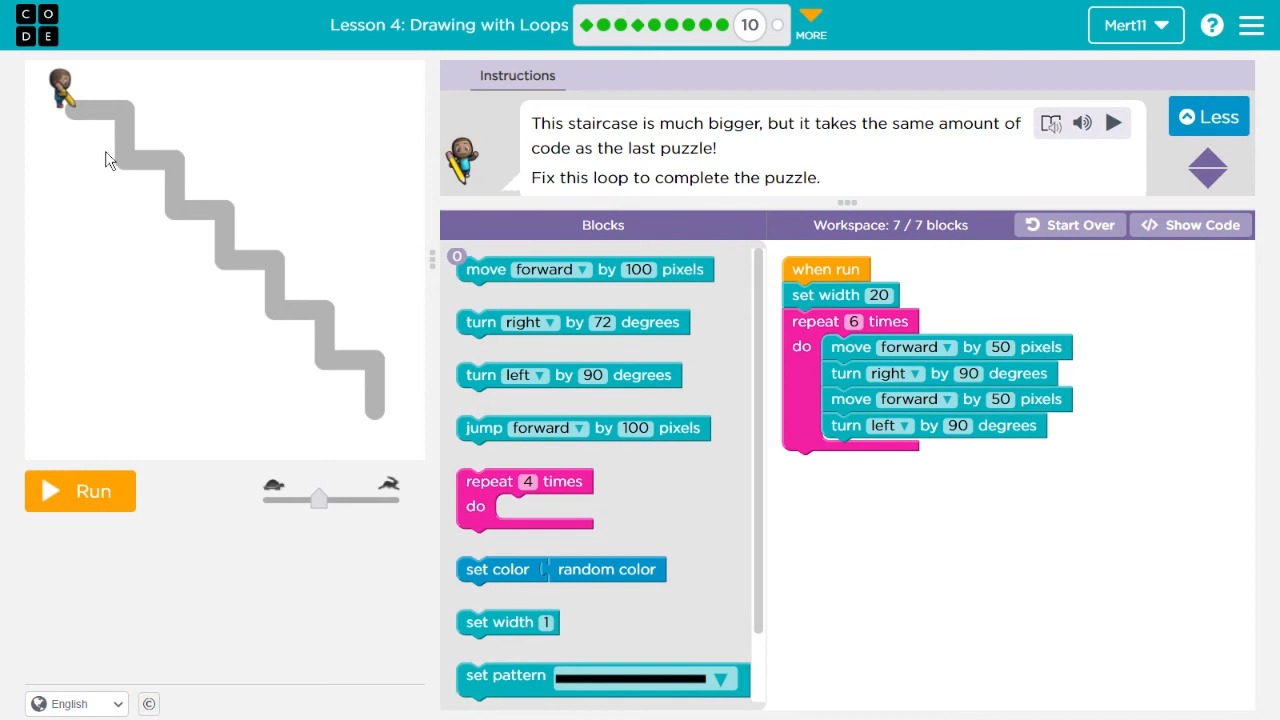 CO
DE
Lesson 4: Drawing with Loops
10
MORE
Mert11
?
Instructions
This staircase is much bigger, but it takes the same amount of
code as the last puzzle!
Fix this loop to complete the puzzle.
Less
Blocks
Workspace: 7 / 7 blocks
Start Over
</> Show Code
0
move forward by 100 pixels
turn right by 72 degrees
turn left by 90 degrees
jump forward by 100 pixels
repeat 4 times
do
set color random color
set width 1
set pattern
when run
set width 20
repeat 6 times
do
move forward by 50 pixels
turn right by 90 degrees
move forward by 50 pixels
turn left by 90 degrees
Run
English
©